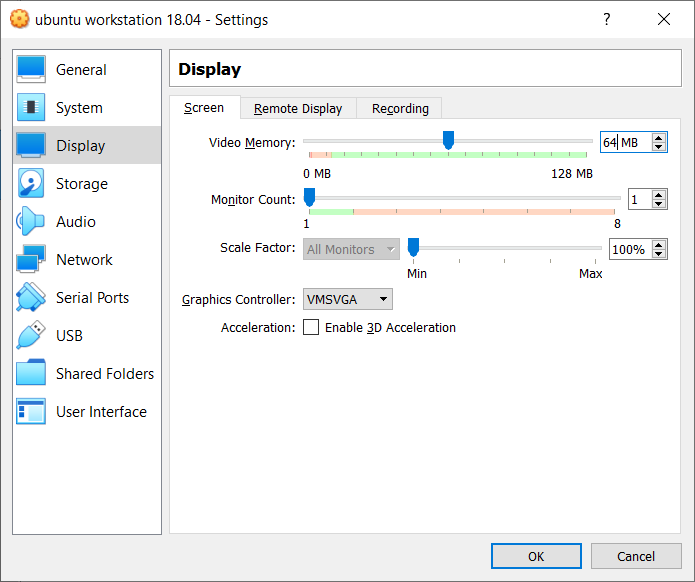 ubuntu workstation 18.04 - Settings
?
General
System
Display
Storage
Audio
Network
Serial Ports
USB
Shared Folders
User Interface
Display
Screen
Remote Display
Recording
Video Memory:
64 MB
0 MB
128 MB
Monitor Count:
1
1
8
Scale Factor:
All Monitors
100%
Min
Max
Graphics Controller:
VMSVGA
Acceleration:
Enable 3D Acceleration
OK
Cancel